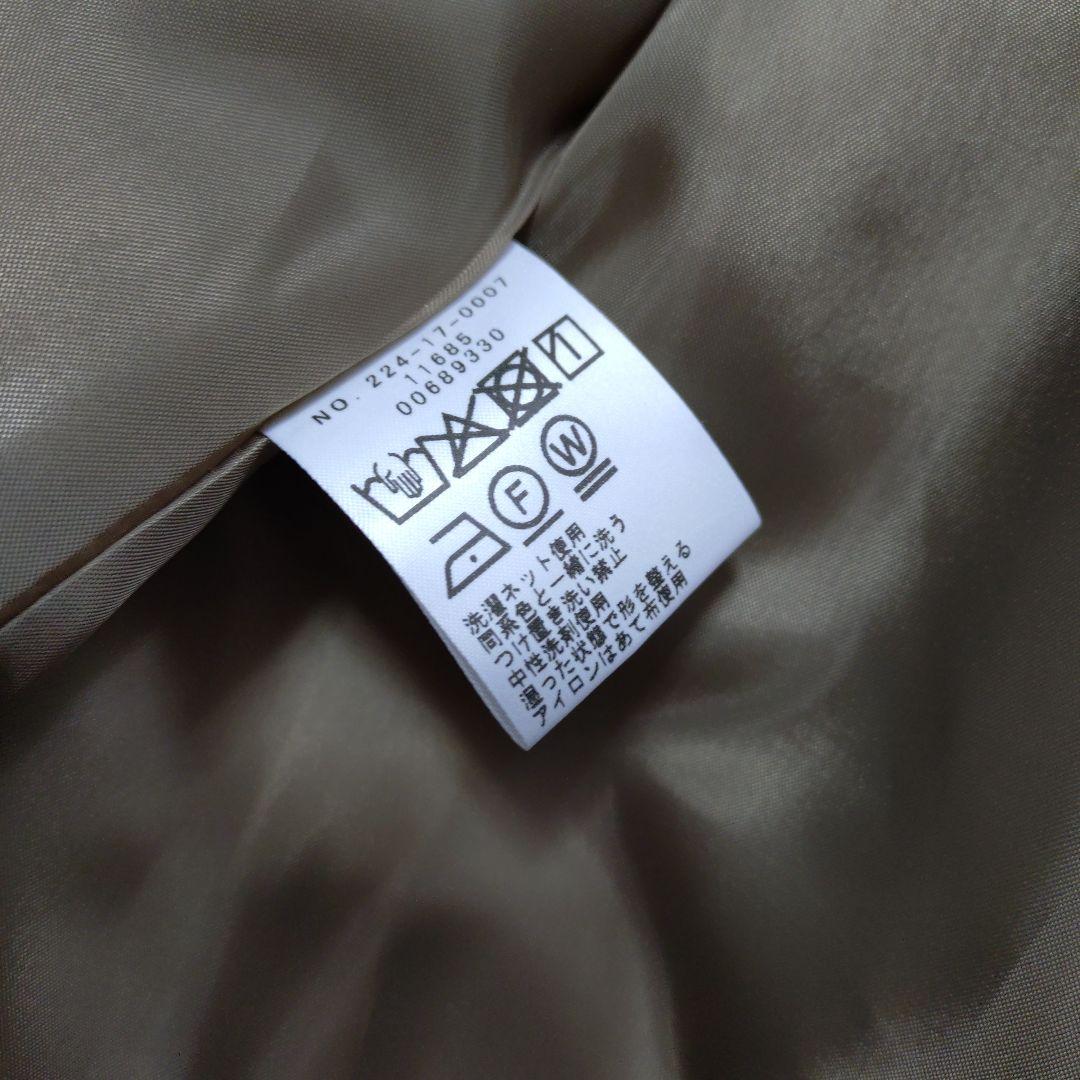 NO. 224-17-0007
11685
00689330
F
W
洗濯ネット使用
同系色と一緒に洗う
つけ置き洗い禁止
中性洗剤使用
湿った状態で形を整える
アイロンはあて布使用